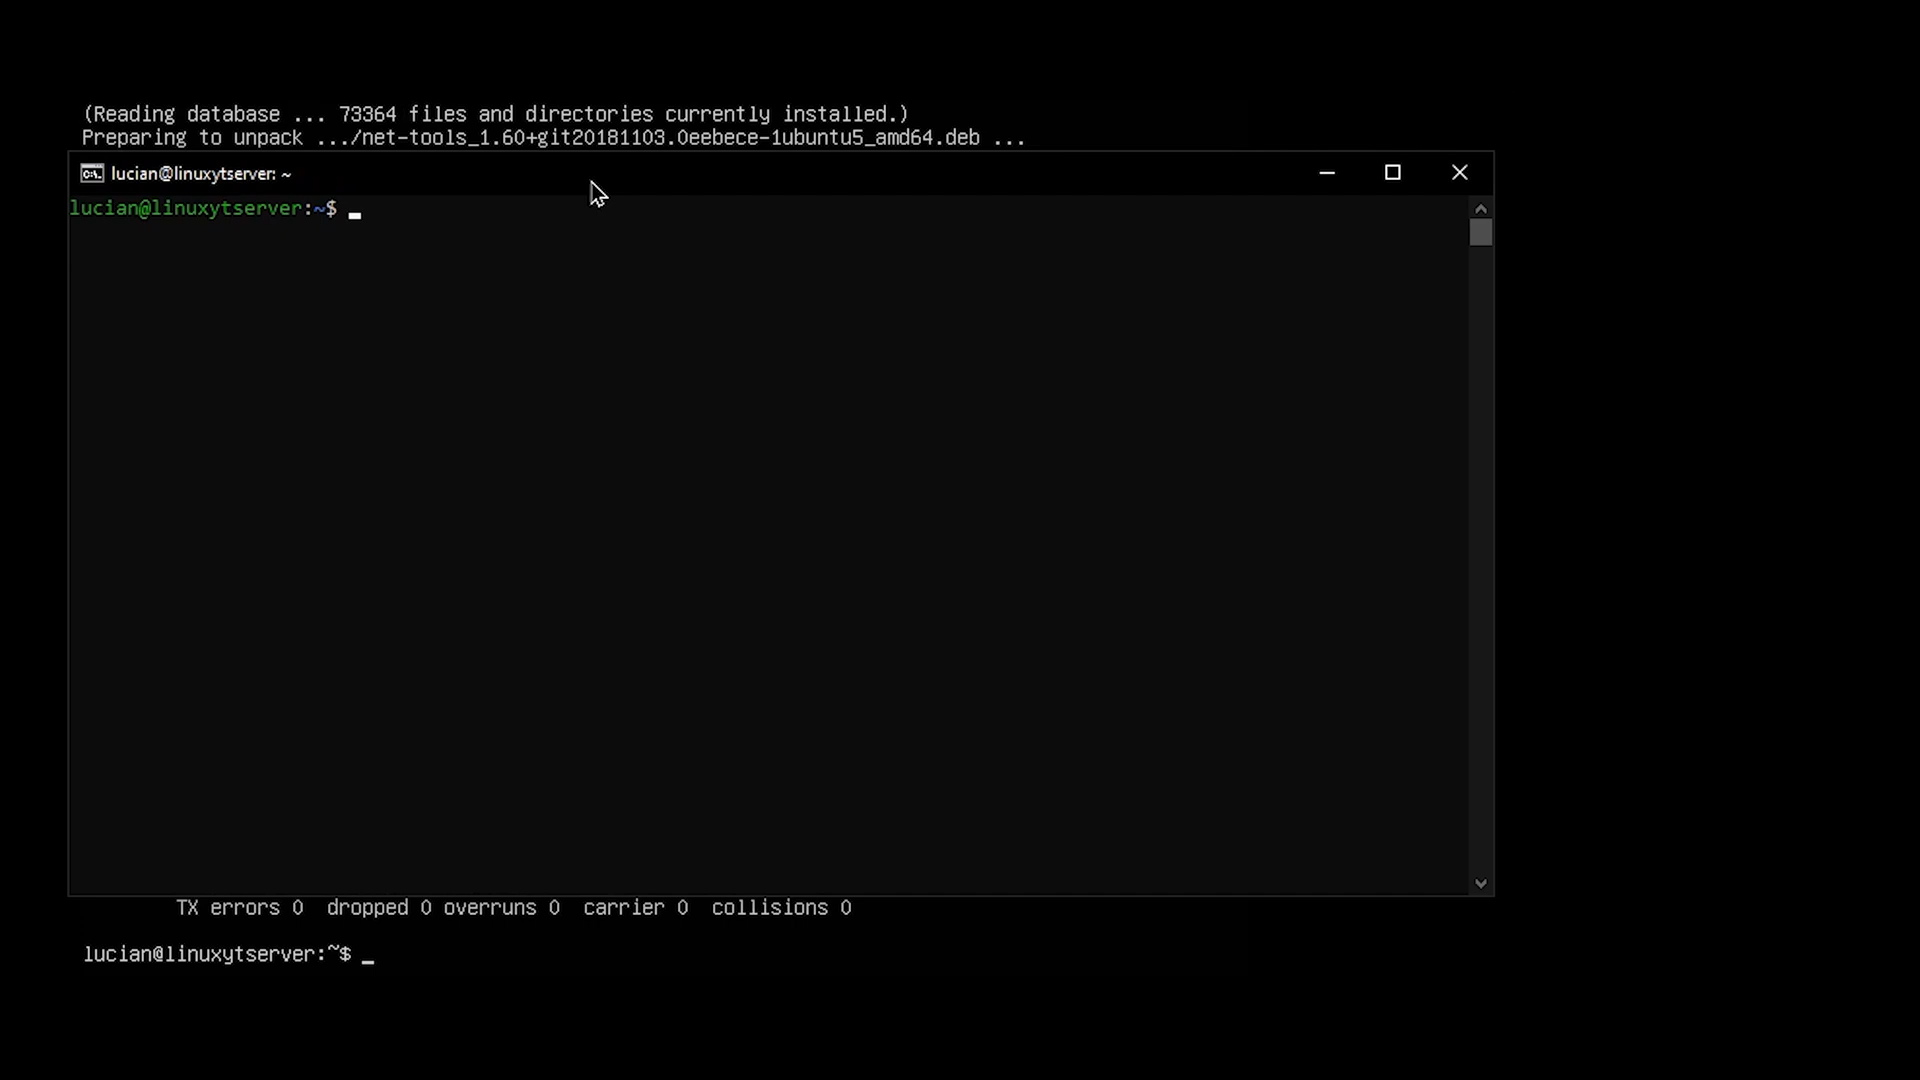 (Reading database ... 73364 files and directories currently installed.)
Preparing to unpack .../net-tools_1.60+git20181103.0eebece-1ubuntu5_amd64.deb ...
lucian@linuxytserver: ~
lucian@linuxytserver:~$ _
TX errors 0  dropped 0 overruns 0  carrier 0  collisions 0
lucian@linuxytserver:~$ _